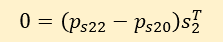 0 = (p_{s22} − p_{s20})s_2^T